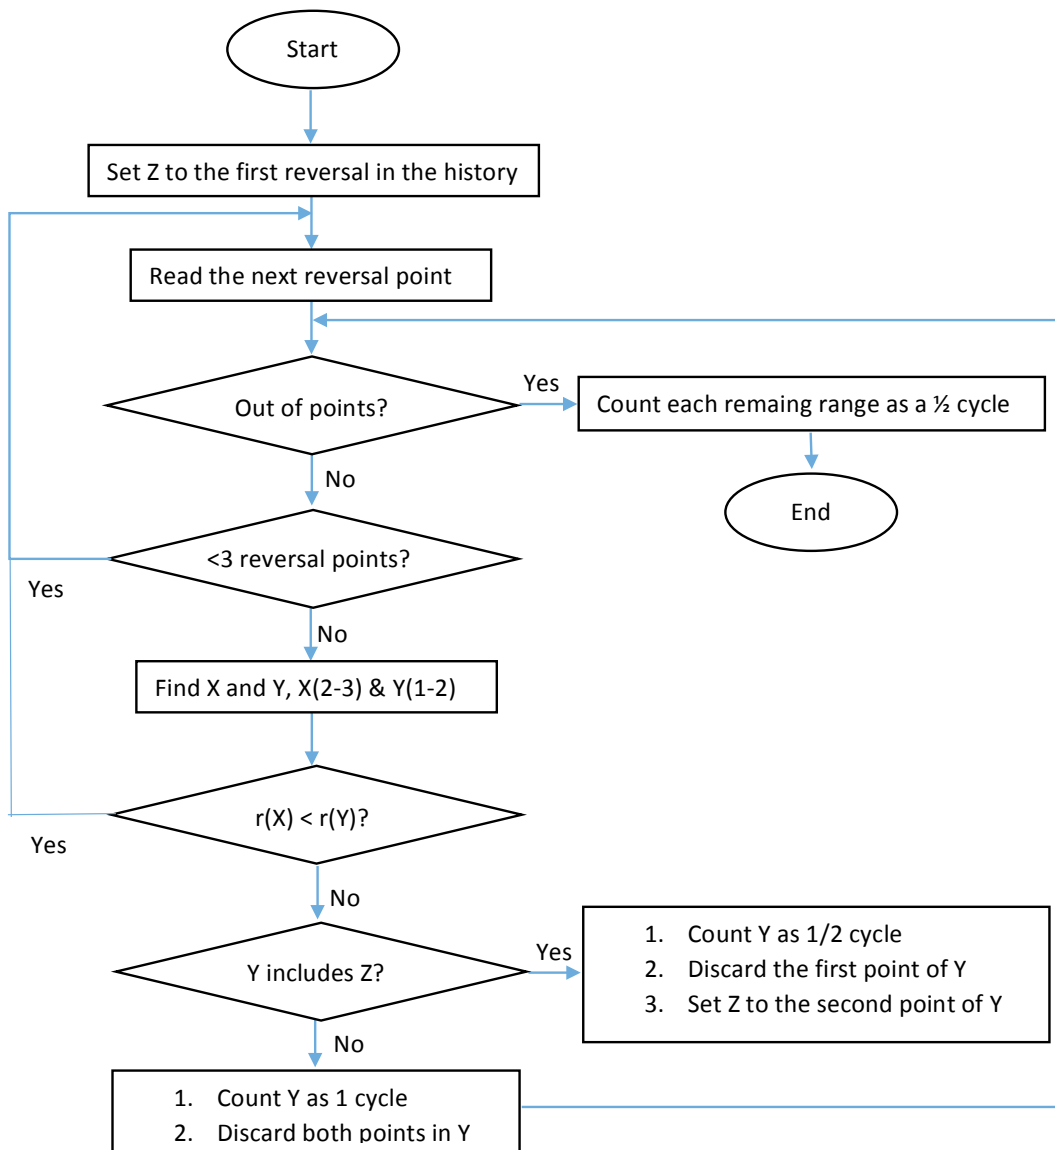 Start
Set Z to the first reversal in the history
Read the next reversal point
Out of points?
Yes
Count each remaing range as a ½ cycle
No
End
<3 reversal points?
Yes
No
Find X and Y, X(2-3) & Y(1-2)
r(X) < r(Y)?
Yes
No
Y includes Z?
Yes
1. Count Y as 1/2 cycle
2. Discard the first point of Y
3. Set Z to the second point of Y
No
1. Count Y as 1 cycle
2. Discard both points in Y